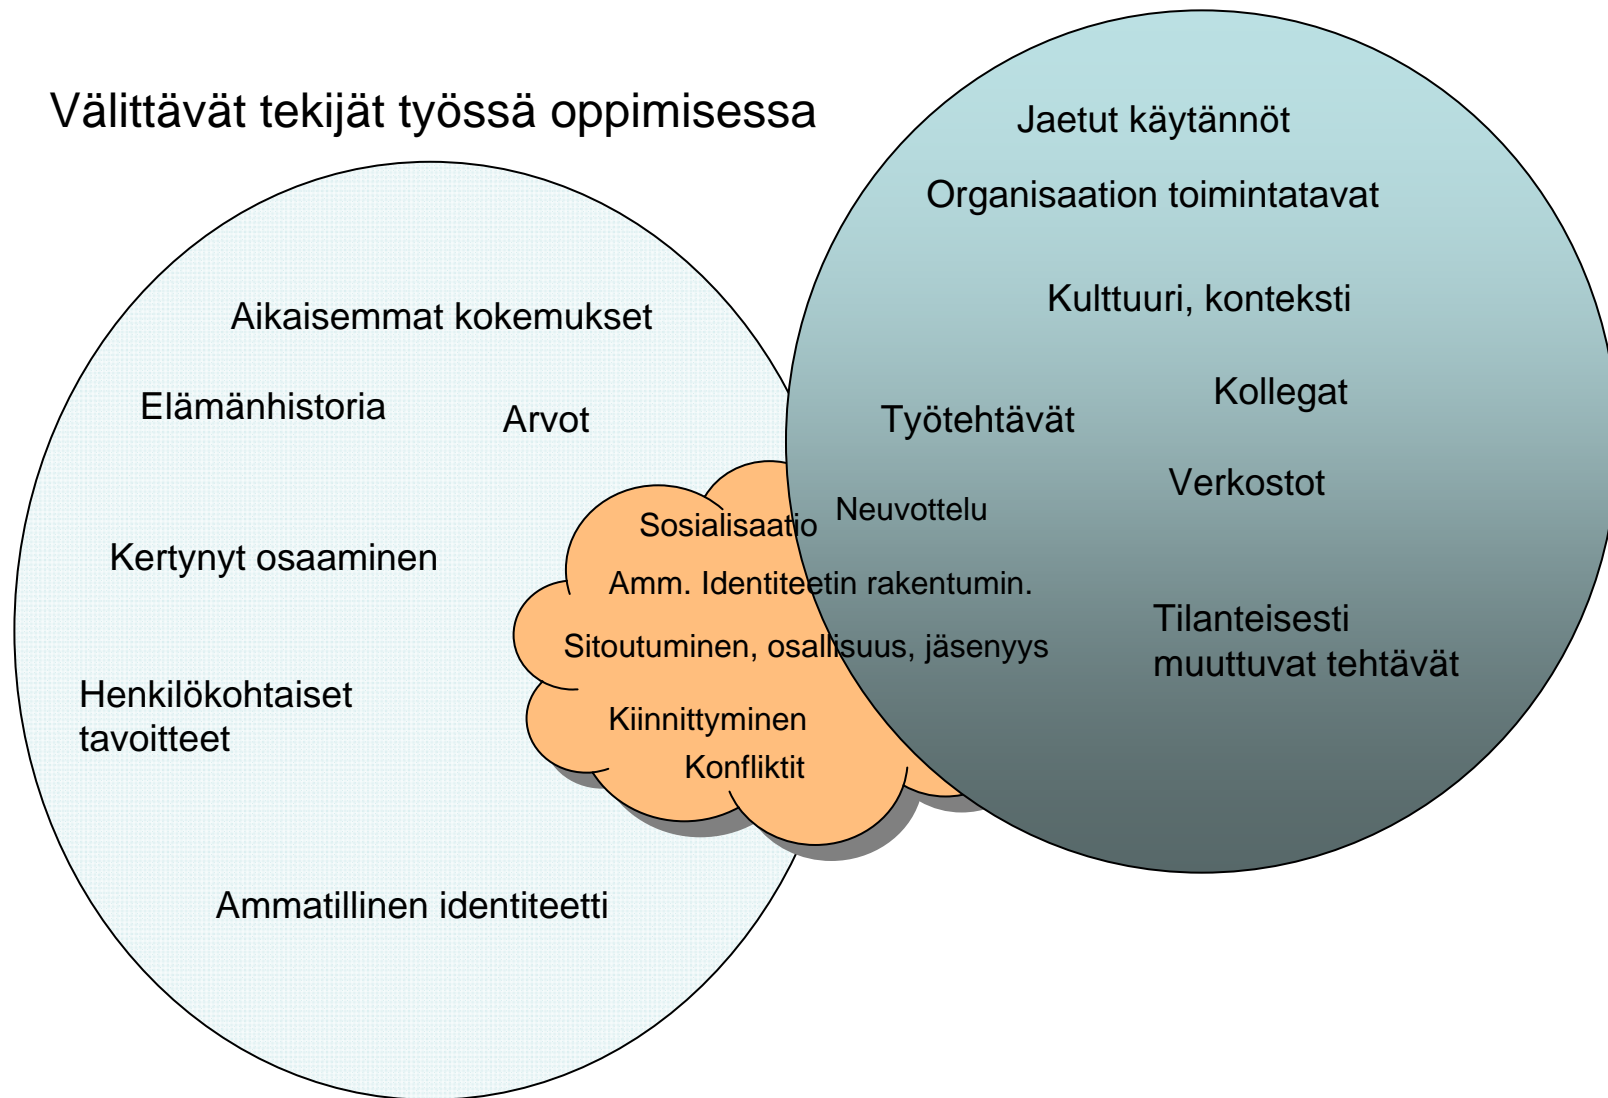 Välittävät tekijät työssä oppimisessa
Aikaisemmat kokemukset
Elämänhistoria
Arvot
Kertynyt osaaminen
Henkilökohtaiset
tavoitteet
Ammatillinen identiteetti
Sosialisaatio
Neuvottelu
Amm. Identiteetin rakentumin.
Sitoutuminen, osallisuus, jäsenyys
Kiinnittyminen
Konfliktit
Jaetut käytännöt
Organisaation toimintatavat
Kulttuuri, konteksti
Kollegat
Työtehtävät
Verkostot
Tilanteisesti
muuttuvat tehtävät